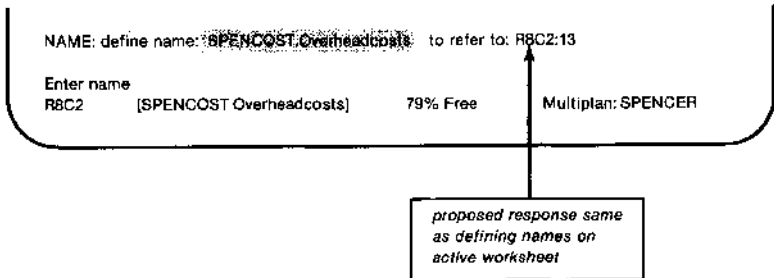 NAME: define name: SPENCOST.Overheadcosts to refer to: R8C2:13
Enter name
R8C2 [SPENCOST Overheadcosts] 79% Free Multiplan: SPENCER
proposed response same
as defining names on
active worksheet